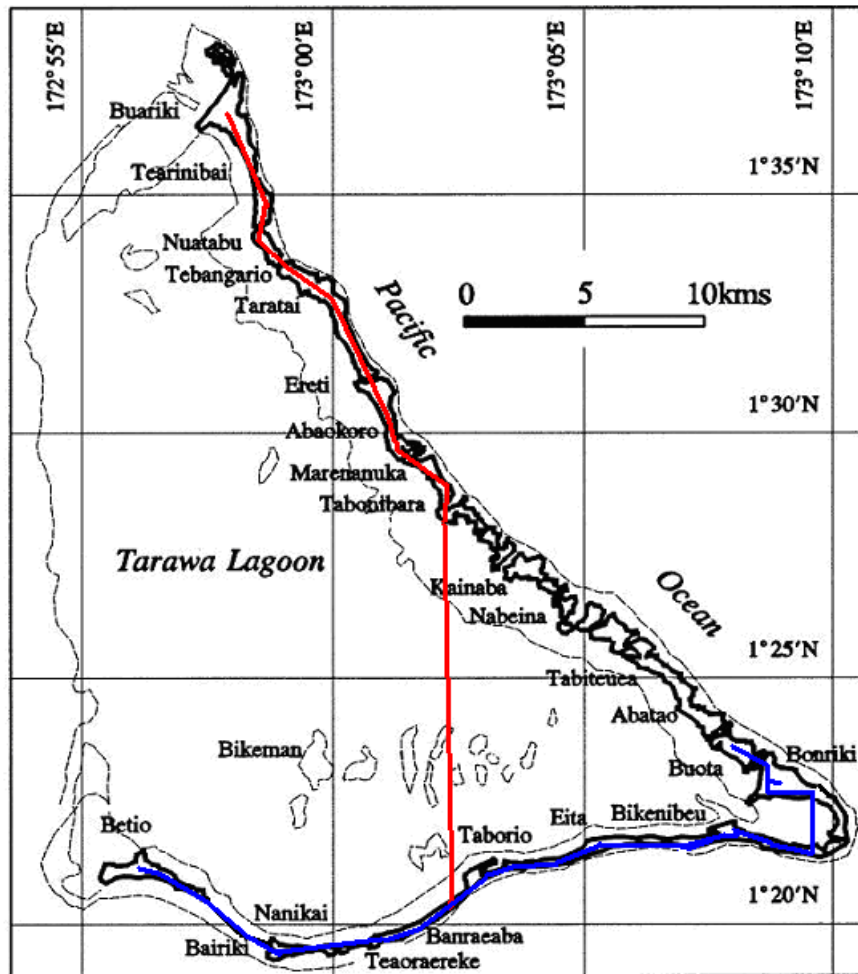 172°55′E
173°00′E
173°05′E
173°10′E
Buariki
Tearinibai
1°35′N
Nuatabu
Tebangario
Taratai
Pacific
0 5 10kms
Ereti
1°30′N
Abaokoro
Marenanuka
Tabonibara
Tarawa Lagoon
Kainaba
Ocean
Nabeina
1°25′N
Tabiteuea
Abatao
Bikeman
Bonriki
Buota
Betio
Eita
Bikenibeu
Taborio
1°20′N
Nanikai
Bairiki
Banraeaba
Teaoraereke